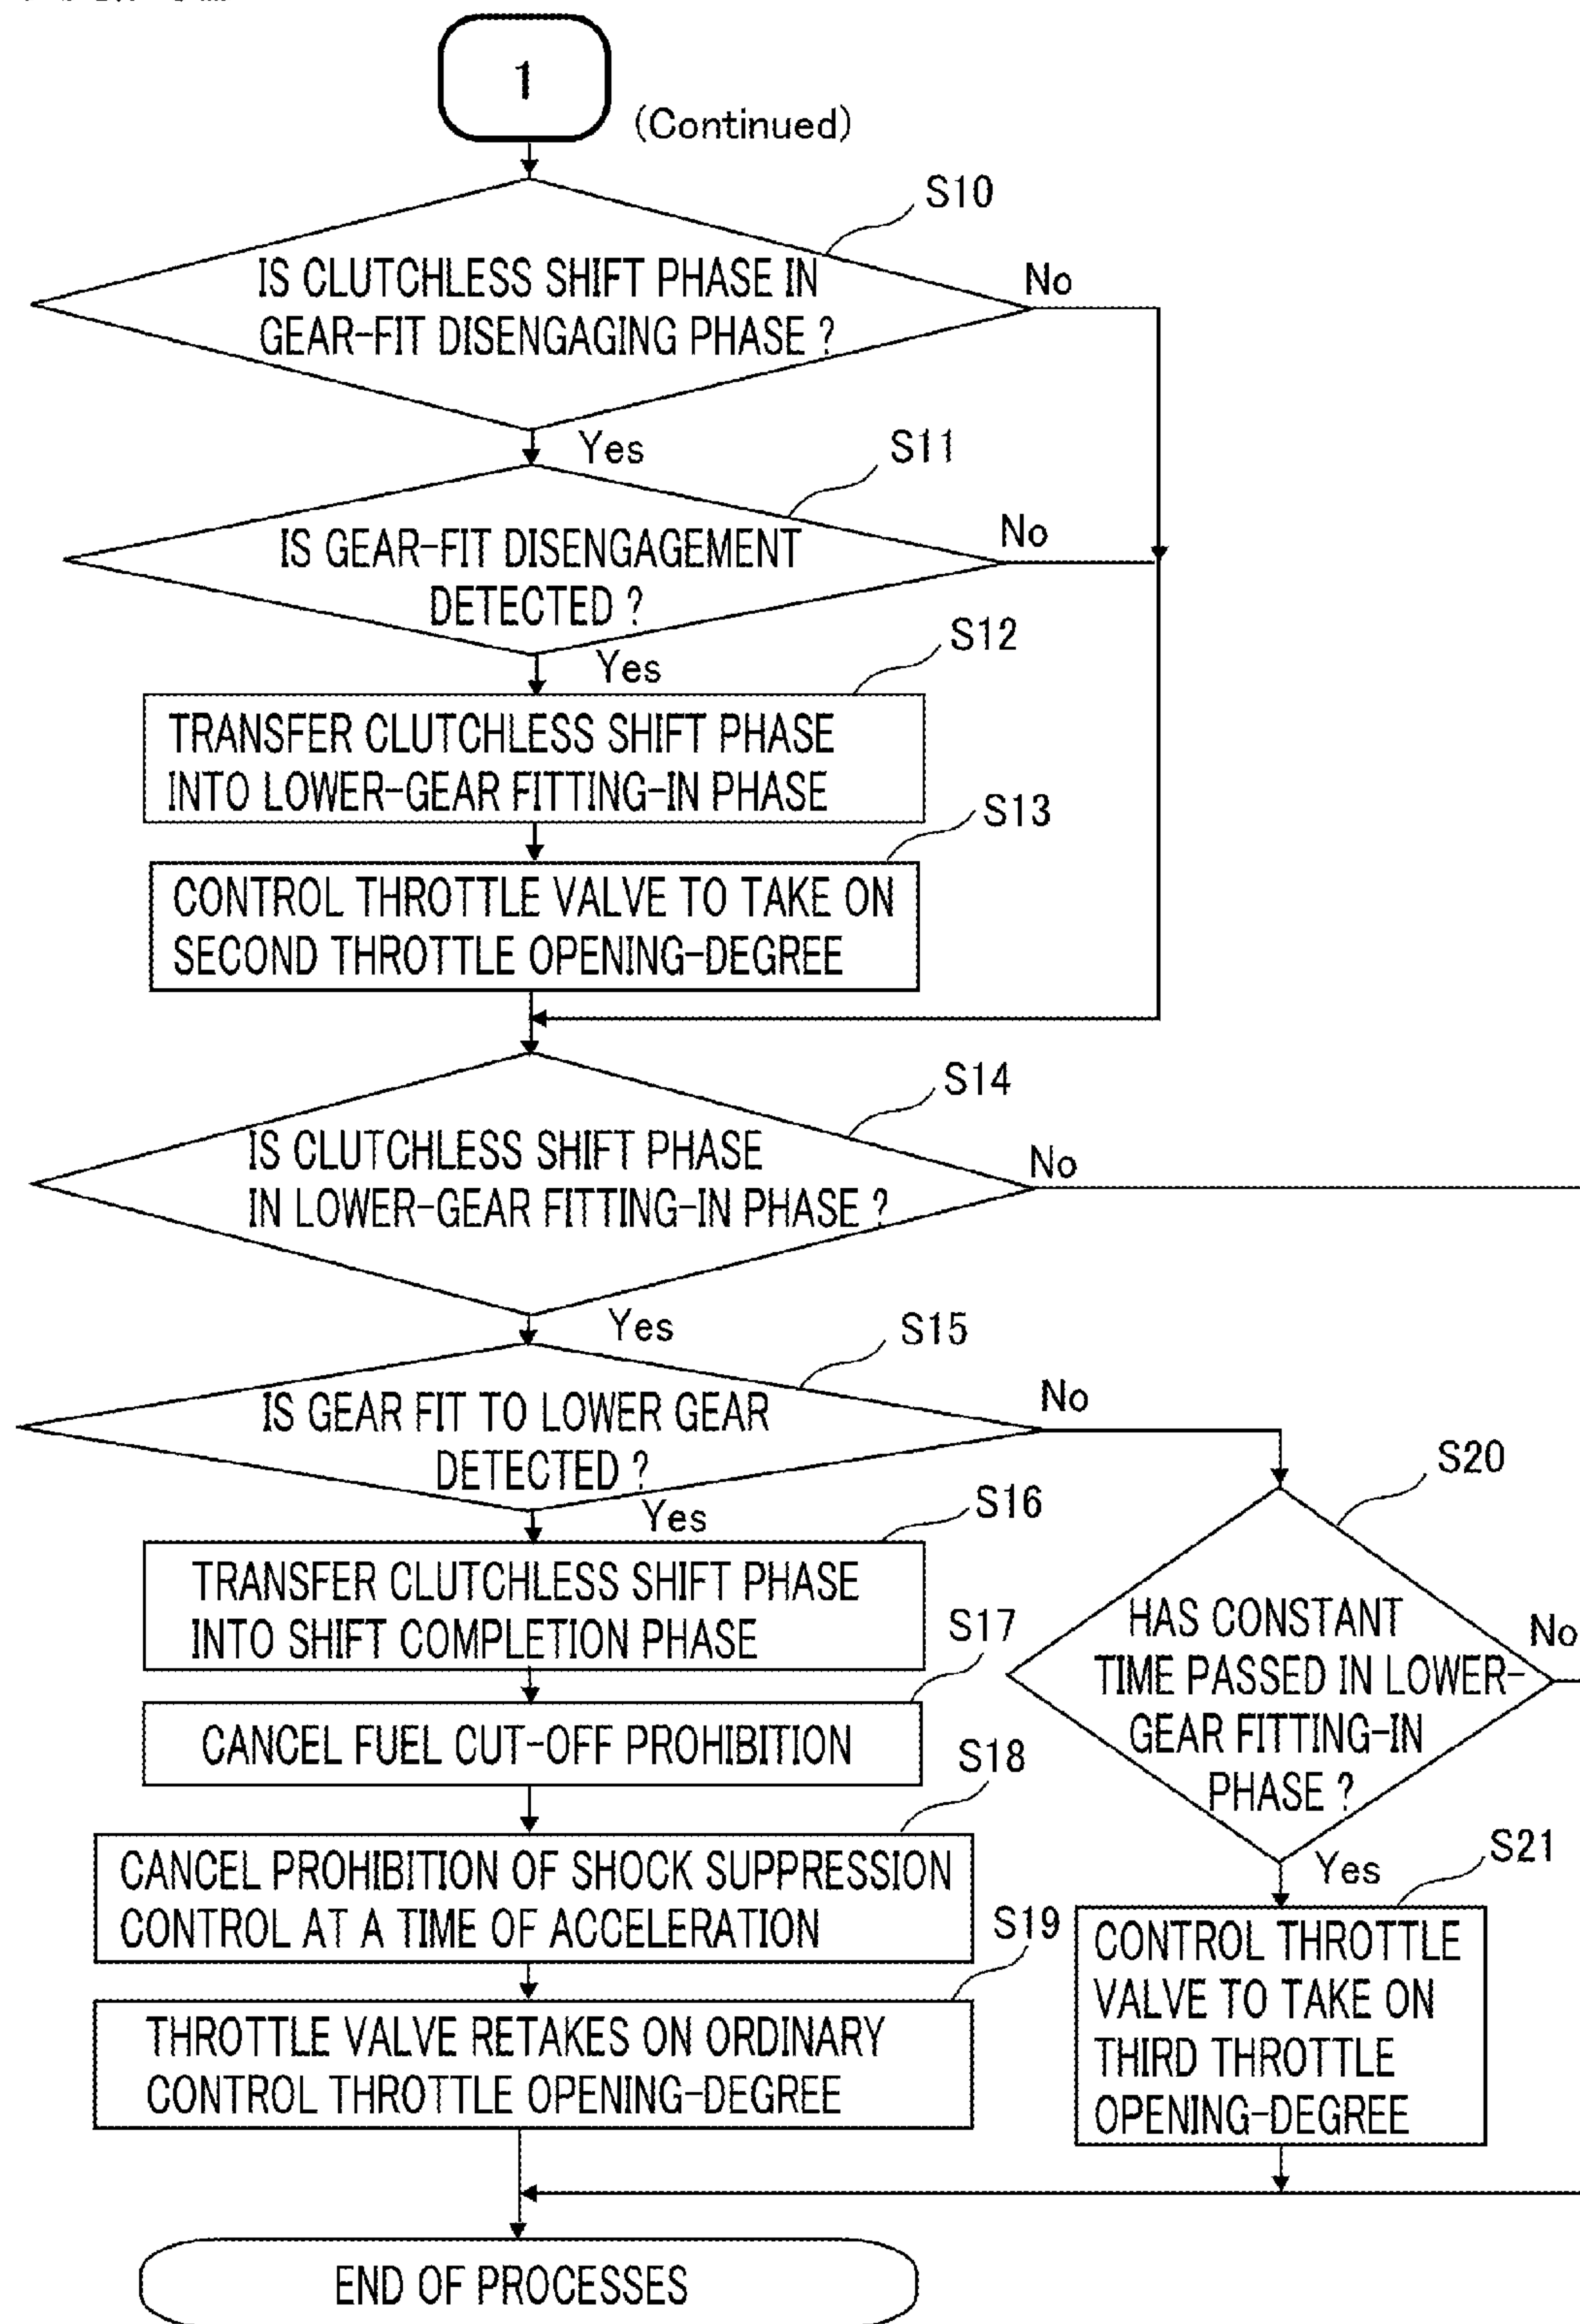 1
(Continued)
S10
IS CLUTCHLESS SHIFT PHASE IN
GEAR-FIT DISENGAGING PHASE ?
No
Yes
S11
IS GEAR-FIT DISENGAGEMENT
DETECTED ?
No
Yes
S12
TRANSFER CLUTCHLESS SHIFT PHASE
INTO LOWER-GEAR FITTING-IN PHASE
S13
CONTROL THROTTLE VALVE TO TAKE ON
SECOND THROTTLE OPENING-DEGREE
S14
IS CLUTCHLESS SHIFT PHASE
IN LOWER-GEAR FITTING-IN PHASE ?
No
Yes
S15
IS GEAR FIT TO LOWER GEAR
DETECTED ?
No
Yes
S16
TRANSFER CLUTCHLESS SHIFT PHASE
INTO SHIFT COMPLETION PHASE
S17
CANCEL FUEL CUT-OFF PROHIBITION
S18
CANCEL PROHIBITION OF SHOCK SUPPRESSION
CONTROL AT A TIME OF ACCELERATION
S19
THROTTLE VALVE RETAKES ON ORDINARY
CONTROL THROTTLE OPENING-DEGREE
S20
HAS CONSTANT
TIME PASSED IN LOWER-
GEAR FITTING-IN
PHASE ?
No
Yes
S21
CONTROL THROTTLE
VALVE TO TAKE ON
THIRD THROTTLE
OPENING-DEGREE
END OF PROCESSES